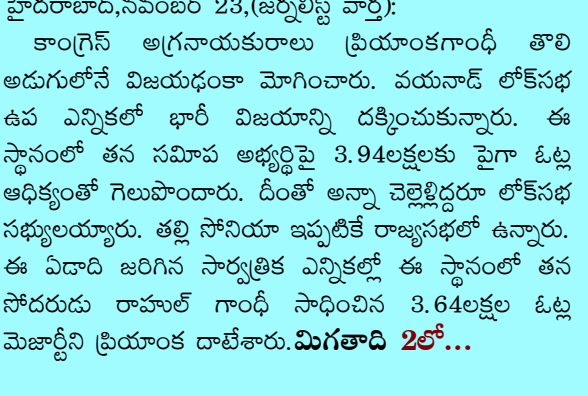 హైదరాబాద్,నవంబర్ 23,(జర్నలిస్ట్ వార్త):
కాంగ్రెస్ అగ్రనాయకురాలు ప్రియాంకగాంధీ తొలి
అడుగులోనే విజయఢంకా మోగించారు. వయనాడ్ లోక్‌సభ
ఉప ఎన్నికలో భారీ విజయాన్ని దక్కించుకున్నారు. ఈ
స్థానంలో తన సమీప అభ్యర్థిపై 3.94లక్షలకు పైగా ఓట్ల
ఆధిక్యంతో గెలుపొందారు. దీంతో అన్నా చెల్లెళ్లిద్దరూ లోక్‌సభ
సభ్యులయ్యారు. తల్లి సోనియా ఇప్పటికే రాజ్యసభలో ఉన్నారు.
ఈ ఏడాది జరిగిన సార్వత్రిక ఎన్నికల్లో ఈ స్థానంలో తన
సోదరుడు రాహుల్ గాంధీ సాధించిన 3.64లక్షల ఓట్ల
మెజార్టీని ప్రియాంక దాటేశారు.మిగతాది 2లో...